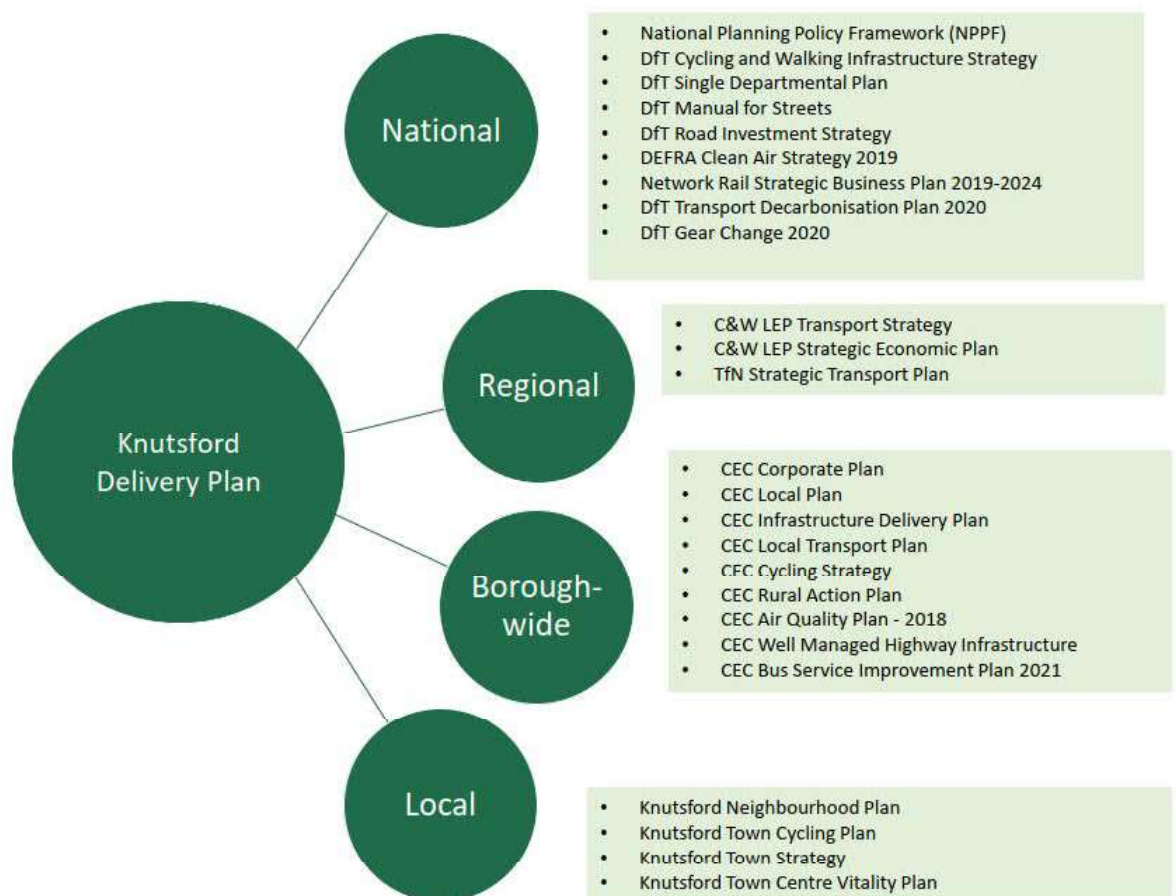 National
• National Planning Policy Framework (NPPF)
• DfT Cycling and Walking Infrastructure Strategy
• DfT Single Departmental Plan
• DfT Manual for Streets
• DfT Road Investment Strategy
• DEFRA Clean Air Strategy 2019
• Network Rail Strategic Business Plan 2019-2024
• DfT Transport Decarbonisation Plan 2020
• DfT Gear Change 2020
Knutsford
Delivery Plan
Regional
• C&W LEP Transport Strategy
• C&W LEP Strategic Economic Plan
• TfN Strategic Transport Plan
Borough-
wide
• CEC Corporate Plan
• CEC Local Plan
• CEC Infrastructure Delivery Plan
• CEC Local Transport Plan
• CEC Cycling Strategy
• CEC Rural Action Plan
• CEC Air Quality Plan - 2018
• CEC Well Managed Highway Infrastructure
• CEC Bus Service Improvement Plan 2021
Local
• Knutsford Neighbourhood Plan
• Knutsford Town Cycling Plan
• Knutsford Town Strategy
• Knutsford Town Centre Vitality Plan